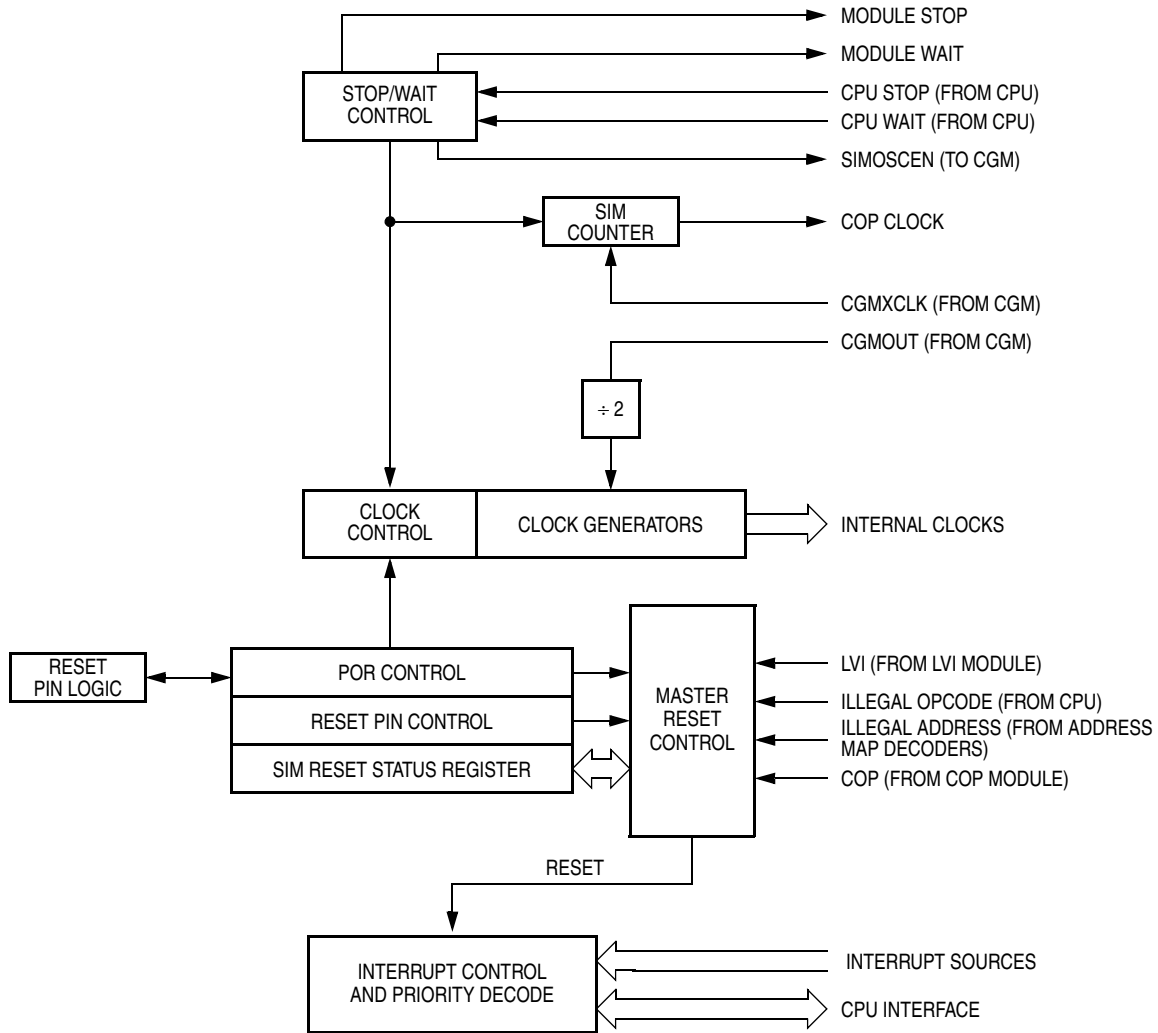 MODULE STOP
MODULE WAIT
STOP/WAIT
CONTROL
CPU STOP (FROM CPU)
CPU WAIT (FROM CPU)
SIMOSCEN (TO CGM)
SIM
COUNTER
COP CLOCK
CGMXCLK (FROM CGM)
CGMOUT (FROM CGM)
÷ 2
CLOCK
CONTROL
CLOCK GENERATORS
INTERNAL CLOCKS
RESET
PIN LOGIC
POR CONTROL
RESET PIN CONTROL
SIM RESET STATUS REGISTER
MASTER
RESET
CONTROL
LVI (FROM LVI MODULE)
ILLEGAL OPCODE (FROM CPU)
ILLEGAL ADDRESS (FROM ADDRESS
MAP DECODERS)
COP (FROM COP MODULE)
RESET
INTERRUPT CONTROL
AND PRIORITY DECODE
INTERRUPT SOURCES
CPU INTERFACE